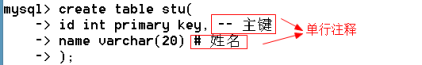 mysql> create table stu(
-> id int primary key, -- 主键
-> name varchar(20) # 姓名
-> );
单行注释